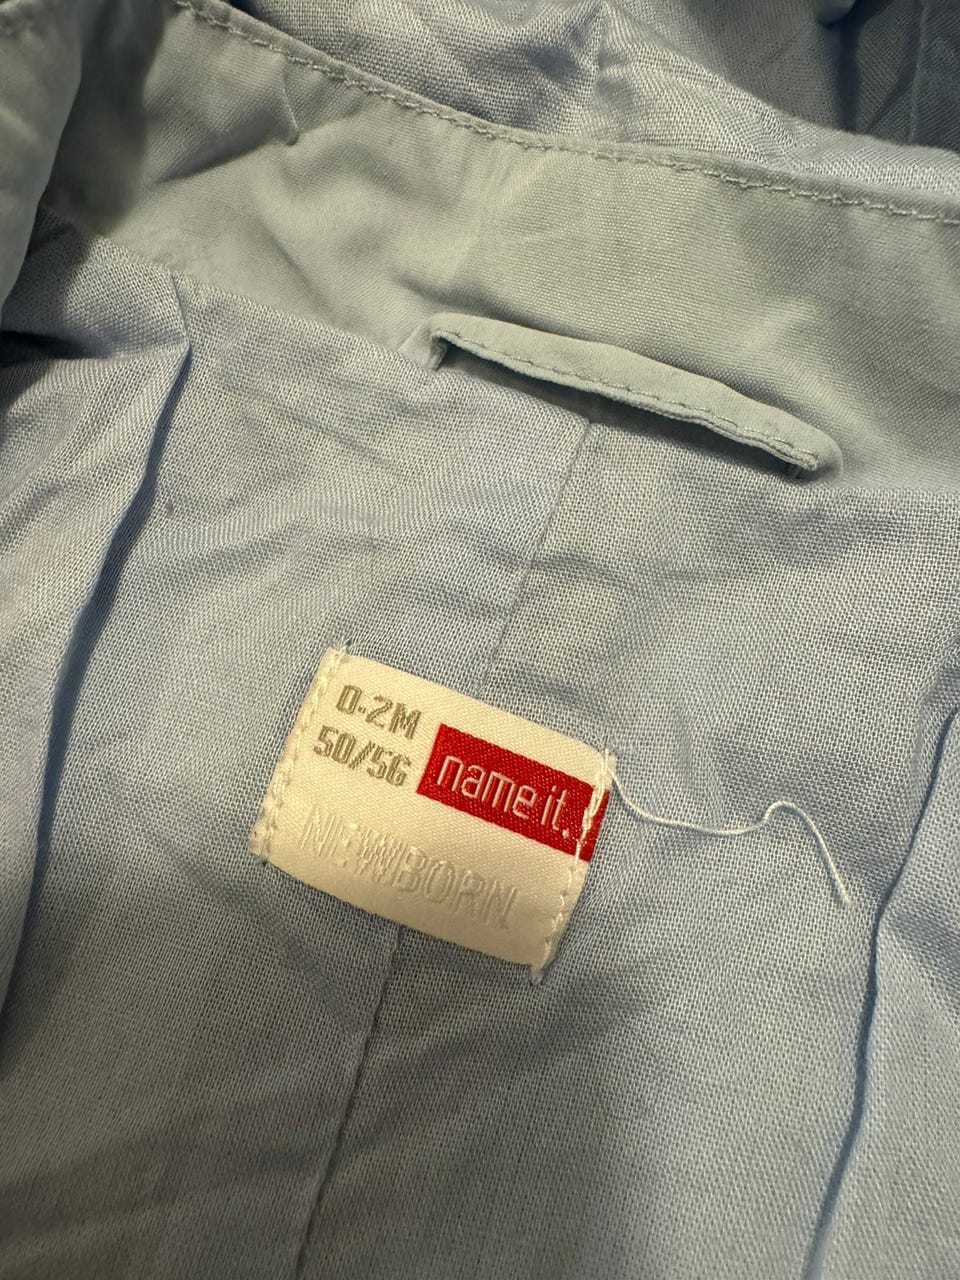 0-2M
50/56
name it.
NEWBORN